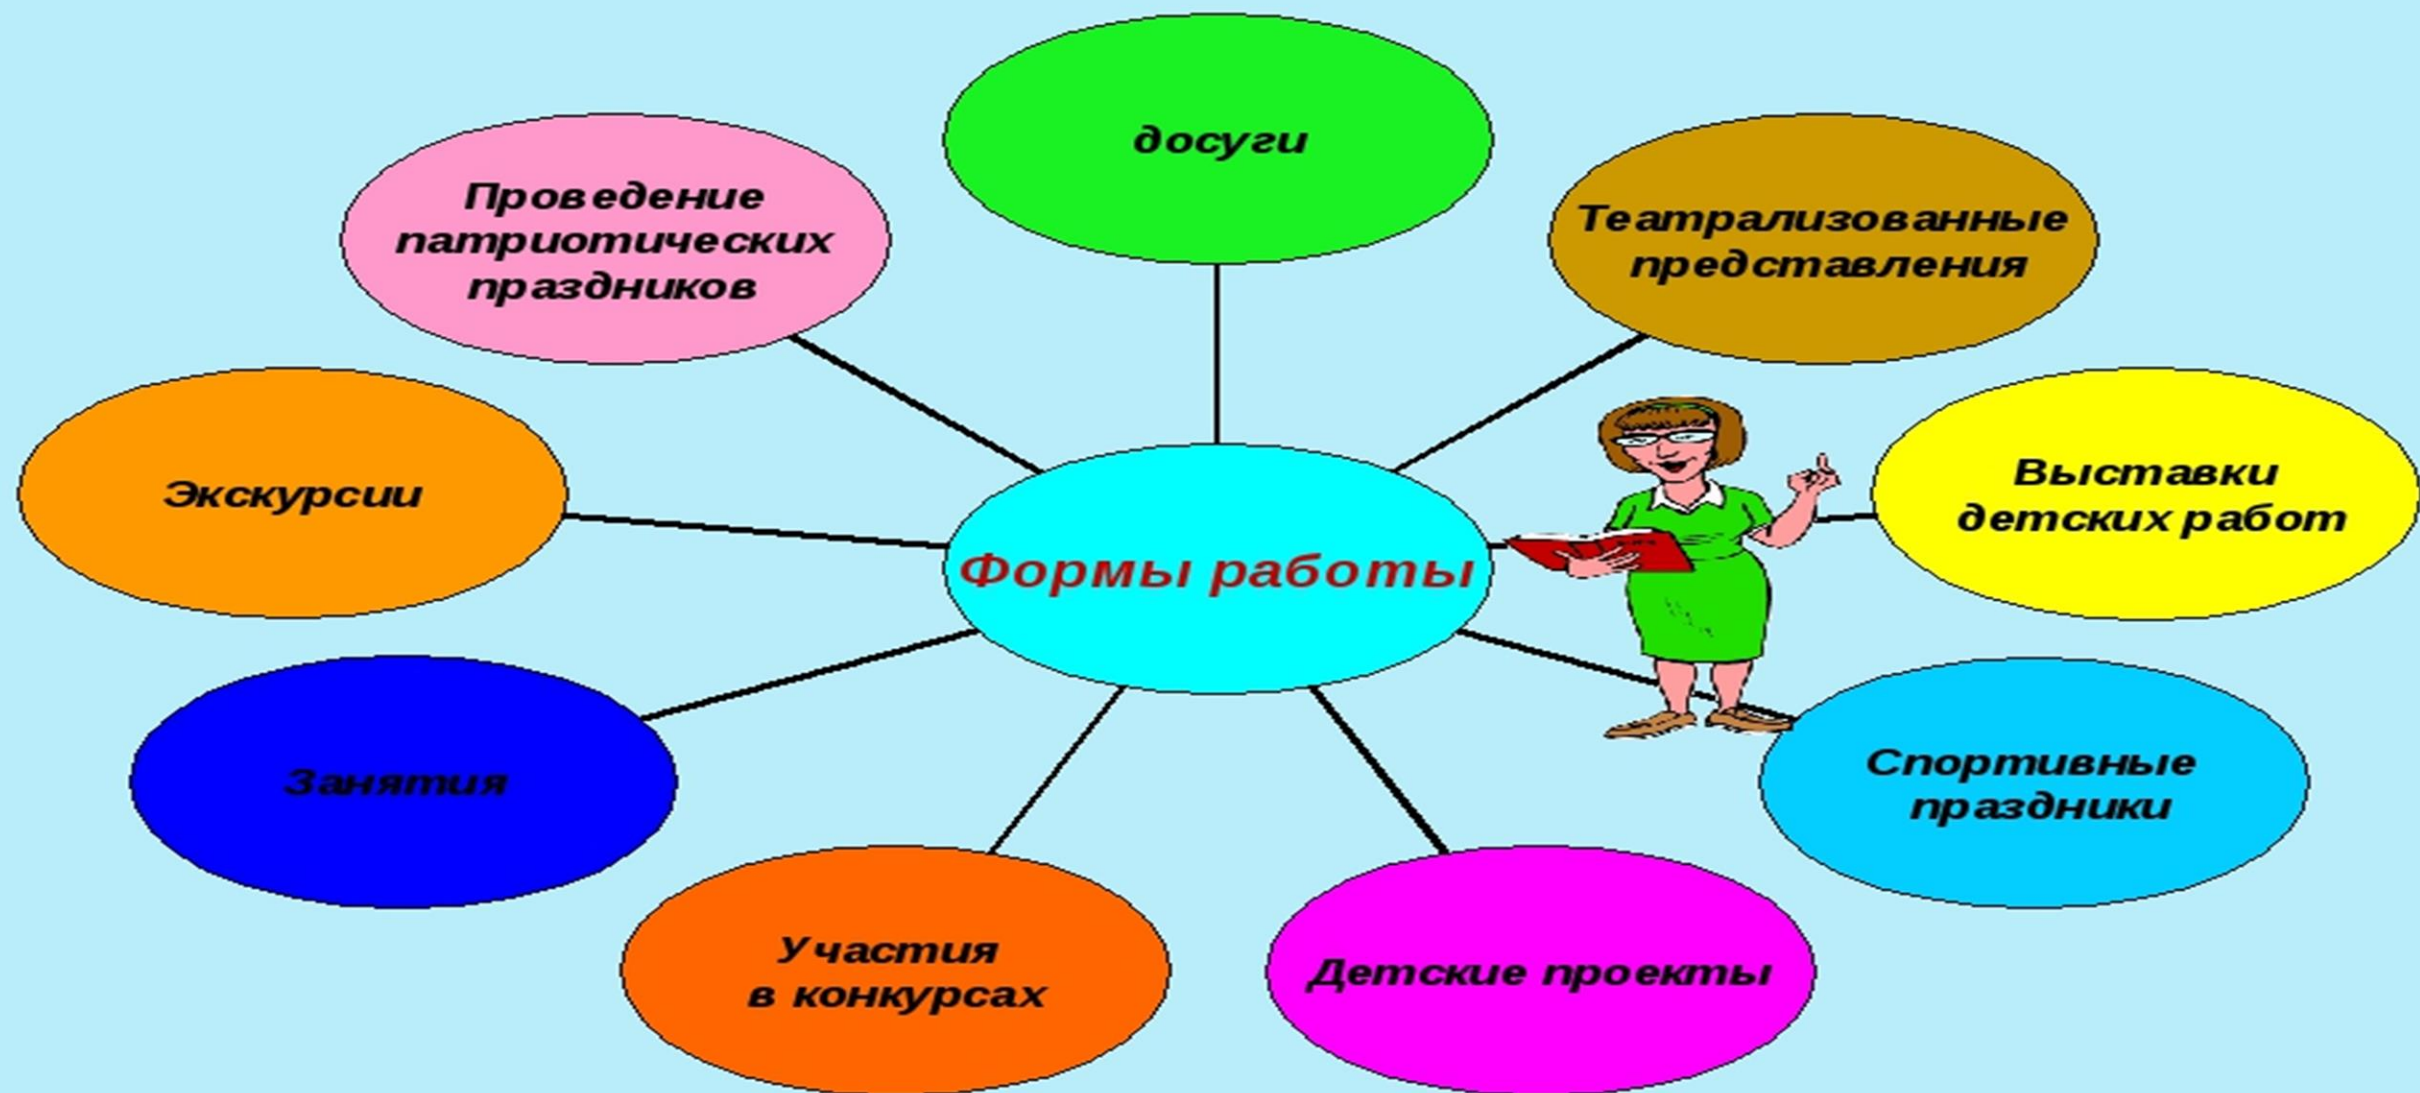 досуги
Проведение
патриотических
праздников
Театрализованные
представления
Экскурсии
Выставки
детских работ
Формы работы
Занятия
Спортивные
праздники
Участия
в конкурсах
Детские проекты